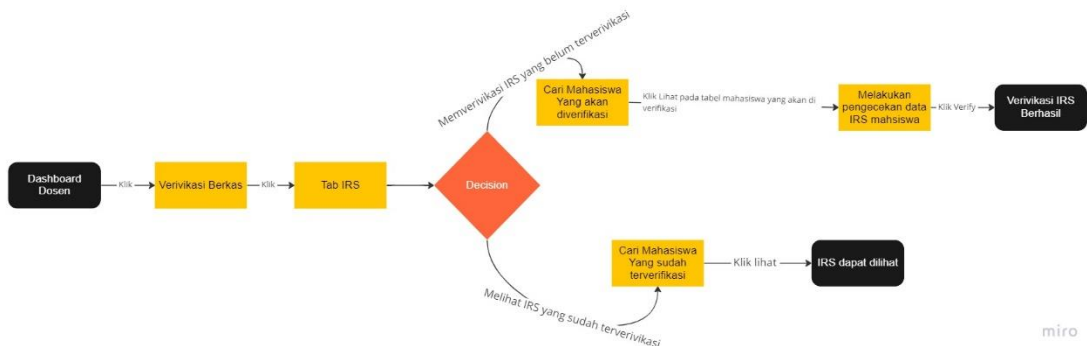 Dashboard
Dosen
Klik
Verivikasi Berkas
Klik
Tab IRS
Decision
Memverivikasi IRS yang belum terverivikasi
Cari Mahasiswa
Yang akan
diverifikasi
Klik Lihat pada tabel mahasiswa yang akan di
verifikasi
Melakukan
pengecekan data
IRS mahsiswa
Klik Verify
Verivikasi IRS
Berhasil
Melihat IRS yang sudah terverivikasi
Cari Mahasiswa
Yang sudah
terverifikasi
Klik lihat
IRS dapat dilihat
miro